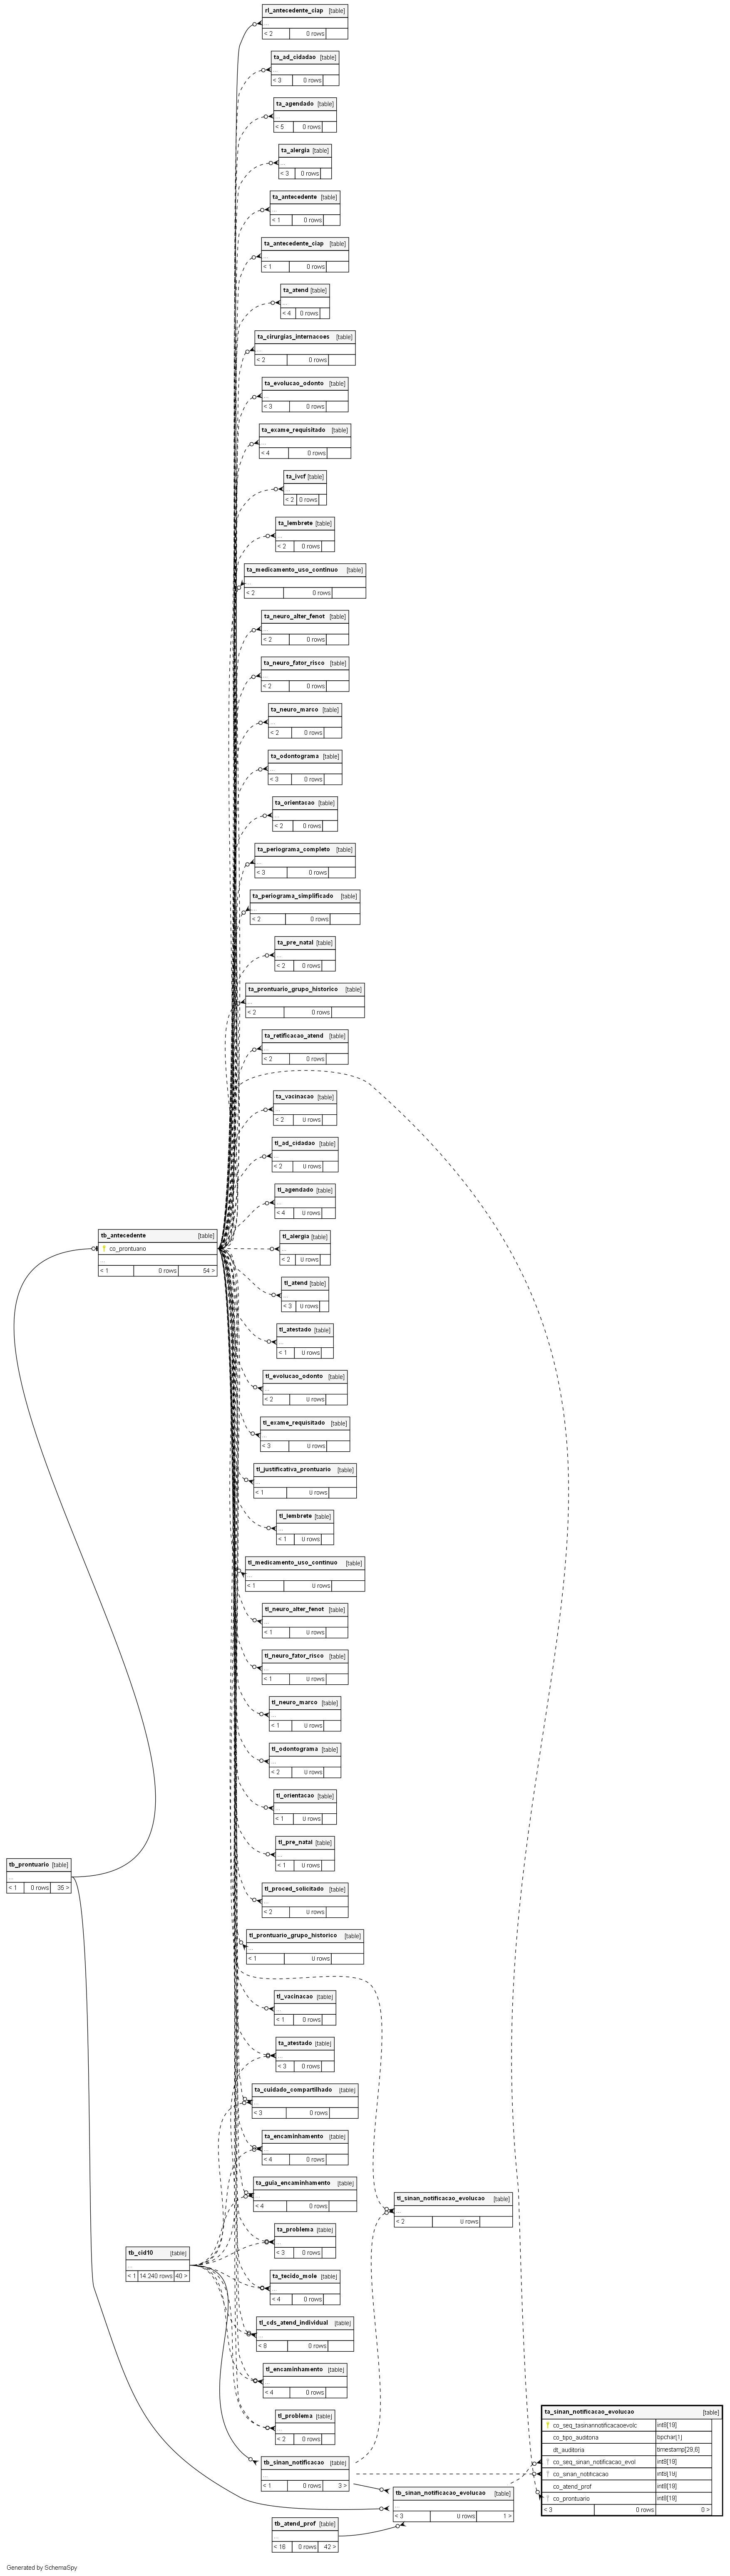 rl_antecedente_ciap [table]
...
< 2 0 rows
ta_ad_cidadao [table]
...
< 3 0 rows
ta_agendado [table]
...
< 5 0 rows
ta_alergia [table]
...
< 3 0 rows
ta_antecedente [table]
...
< 1 0 rows
ta_antecedente_ciap [table]
...
< 1 0 rows
ta_atend [table]
...
< 4 0 rows
ta_cirurgias_internacoes [table]
...
< 2 0 rows
ta_evolucao_odonto [table]
...
< 3 0 rows
ta_exame_requisitado [table]
...
< 4 0 rows
ta_ivcf [table]
...
< 2 0 rows
ta_lembrete [table]
...
< 2 0 rows
ta_medicamento_uso_continuo [table]
...
< 2 0 rows
ta_neuro_alter_fenot [table]
...
< 2 0 rows
ta_neuro_fator_risco [table]
...
< 2 0 rows
ta_neuro_marco [table]
...
< 2 0 rows
ta_odontograma [table]
...
< 3 0 rows
ta_orientacao [table]
...
< 2 0 rows
ta_periograma_completo [table]
...
< 3 0 rows
ta_periograma_simplificado [table]
...
< 2 0 rows
ta_pre_natal [table]
...
< 2 0 rows
ta_prontuario_grupo_historico [table]
...
< 2 0 rows
ta_retificacao_atend [table]
...
< 2 0 rows
ta_vacinacao [table]
...
< 2 0 rows
tl_ad_cidadao [table]
...
< 2 0 rows
tl_agendado [table]
...
< 4 0 rows
tb_antecedente [table]
co_prontuario
...
< 1 0 rows 54 >
tl_alergia [table]
...
< 2 0 rows
tl_atend [table]
...
< 3 0 rows
tl_atestado [table]
...
< 1 0 rows
tl_evolucao_odonto [table]
...
< 2 0 rows
tl_exame_requisitado [table]
...
< 3 0 rows
tl_justificativa_prontuario [table]
...
< 1 0 rows
tl_lembrete [table]
...
< 1 0 rows
tl_medicamento_uso_continuo [table]
...
< 1 0 rows
tl_neuro_alter_fenot [table]
...
< 1 0 rows
tl_neuro_fator_risco [table]
...
< 1 0 rows
tl_neuro_marco [table]
...
< 1 0 rows
tl_odontograma [table]
...
< 2 0 rows
tl_orientacao [table]
...
< 1 0 rows
tl_pre_natal [table]
...
< 1 0 rows
tb_prontuario [table]
...
< 1 0 rows 35 >
tl_proced_solicitado [table]
...
< 2 0 rows
tl_prontuario_grupo_historico [table]
...
< 1 0 rows
tl_vacinacao [table]
...
< 1 0 rows
ta_atestado [table]
...
< 3 0 rows
ta_cuidado_compartilhado [table]
...
< 3 0 rows
ta_encaminhamento [table]
...
< 4 0 rows
ta_guia_encaminhamento [table]
...
< 4 0 rows
tl_sinan_notificacao_evolucao [table]
...
< 2 0 rows
ta_problema [table]
...
< 3 0 rows
tb_cid10 [table]
...
< 1 14.240 rows 40 >
ta_tecido_mole [table]
...
< 4 0 rows
tl_cds_atend_individual [table]
...
< 8 0 rows
tl_encaminhamento [table]
...
< 4 0 rows
tl_problema [table]
...
< 2 0 rows
ta_sinan_notificacao_evolucao [table]
co_seq_tasinannotificacaoevolc int8[19]
co_tipo_auditoria bpchar[1]
dt_auditoria timestamp[29,6]
co_seq_sinan_notificacao_evol int8[19]
co_sinan_notificacao int8[19]
co_atend_prof int8[19]
co_prontuario int8[19]
< 3 0 rows 0 >
tb_sinan_notificacao [table]
...
< 1 0 rows 3 >
tb_sinan_notificacao_evolucao [table]
...
< 3 0 rows 1 >
tb_atend_prof [table]
...
< 16 0 rows 42 >
Generated by SchemaSpy